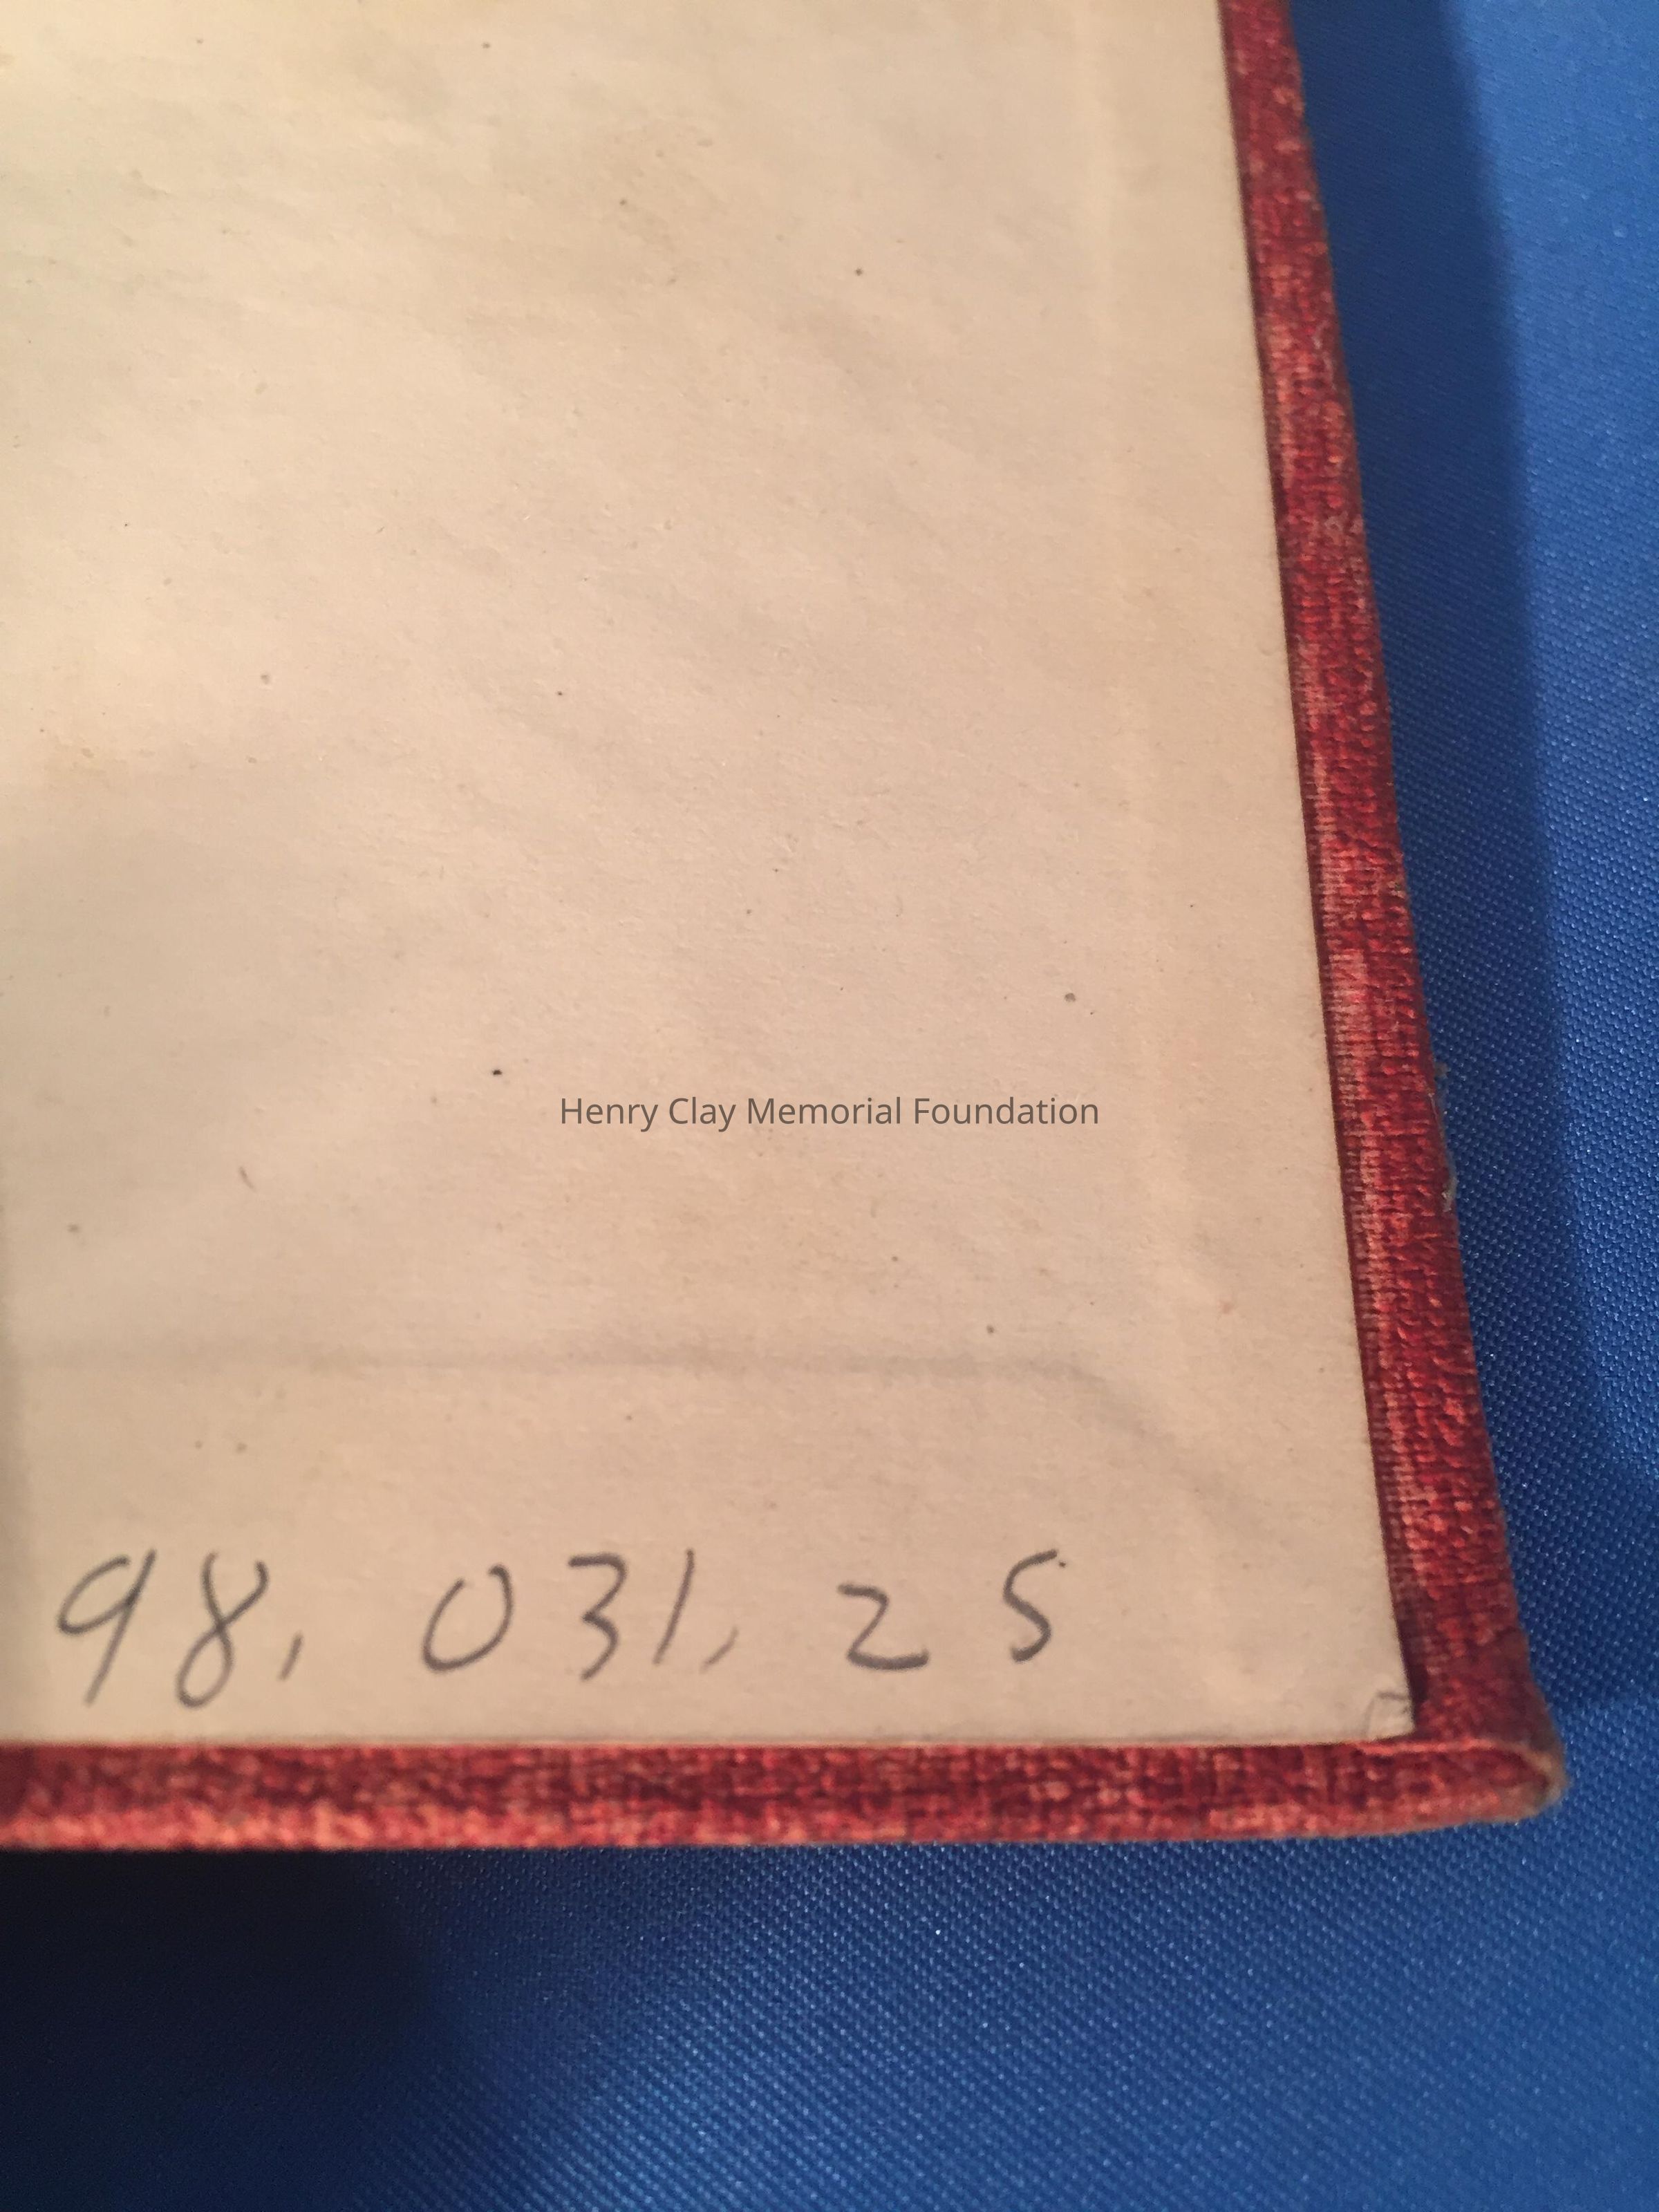 Henry Clay Memorial Foundation
98, 031, 25